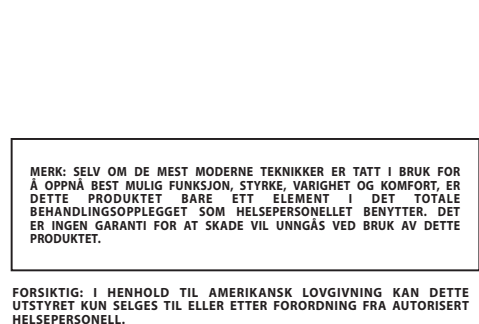 MERK: SELV OM DE MEST MODERNE TEKNIKKER ER TATT I BRUK FOR
Å OPPNÅ BEST MULIG FUNKSJON, STYRKE, VARIGHET OG KOMFORT, ER
DETTE PRODUKTET BARE ETT ELEMENT I DET TOTALE
BEHANDLINGSOPPLEGGET SOM HELSEPERSONELLET BENYTTER. DET
ER INGEN GARANTI FOR AT SKADE VIL UNNGÅS VED BRUK AV DETTE
PRODUKTET.
FORSIKTIG: I HENHOLD TIL AMERIKANSK LOVGIVNING KAN DETTE
UTSTYRET KUN SELGES TIL ELLER ETTER FORORDNING FRA AUTORISERT
HELSEPERSONELL.